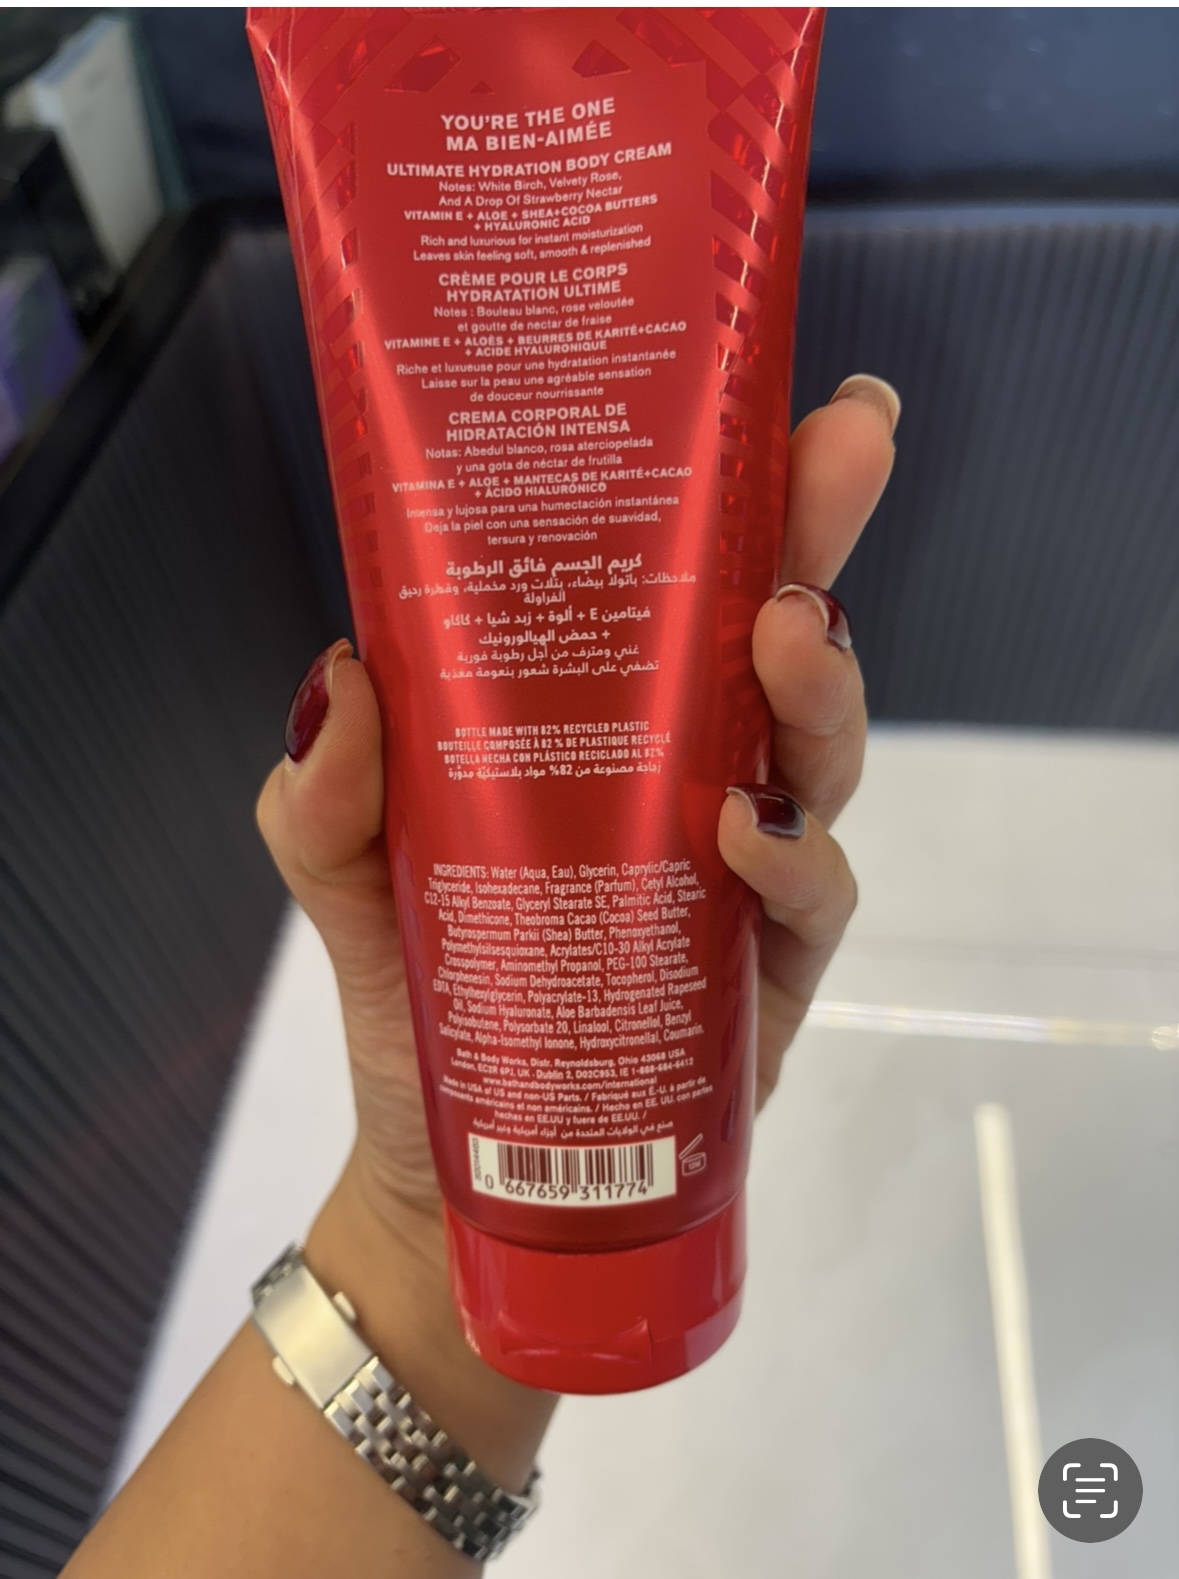 YOU'RE THE ONE
MA BIEN-AIMÉE
ULTIMATE HYDRATION BODY CREAM
Notes: White Birch, Velvety Rose,
And A Drop Of Strawberry Nectar
VITAMIN E + ALOE + SHEA+COCOA BUTTERS
+ HYALURONIC ACID
Rich and luxurious for instant moisturization
Leaves skin feeling soft, smooth & replenished
CRÈME POUR LE CORPS
HYDRATATION ULTIME
Notes : Bouleau blanc, rose veloutée
et goutte de nectar de fraise
VITAMINE E + ALOÈS + BEURRES DE KARITÉ+CACAO
+ ACIDE HYALURONIQUE
Riche et luxueuse pour une hydratation instantanée
Laisse sur la peau une agréable sensation
de douceur nourrissante
CREMA CORPORAL DE
HIDRATACIÓN INTENSA
Notas: Abedul blanco, rosa aterciopelada
y una gota de néctar de frutilla
VITAMINA E + ALOE + MANTECAS DE KARITÉ+CACAO
+ ÁCIDO HIALURÓNICO
Intensa y lujosa para una humectación instantánea
Deja la piel con una sensación de suavidad,
tersura y renovación
كريم الجسم فائق الرطوبة
ملاحظات: باتولا بيضاء، بتلات ورد مخملية، وقطرة رحيق
الفراولة
فيتامين E + ألوة + زبد شيا + كاكاو
+ حمض الهيالورونيك
غني ومترف من أجل رطوبة فورية
تضفي على البشرة شعور بنعومة مغذية
BOTTLE MADE WITH 82% RECYCLED PLASTIC
BOUTEILLE COMPOSÉE À 82 % DE PLASTIQUE RECYCLÉ
BOTELLA HECHA CON PLÁSTICO RECICLADO AL 82%
زجاجة مصنوعة من 82% مواد بلاستيكيّة مدوَّرة
INGREDIENTS: Water (Aqua, Eau), Glycerin, Caprylic/Capric
Triglyceride, Isohexadecane, Fragrance (Parfum), Cetyl Alcohol,
C12-15 Alkyl Benzoate, Glyceryl Stearate SE, Palmitic Acid, Stearic
Acid, Dimethicone, Theobroma Cacao (Cocoa) Seed Butter,
Butyrospermum Parkii (Shea) Butter, Phenoxyethanol,
Polymethylsilsesquioxane, Acrylates/C10-30 Alkyl Acrylate
Crosspolymer, Aminomethyl Propanol, PEG-100 Stearate,
Chlorphenesin, Sodium Dehydroacetate, Tocopherol, Disodium
EDTA, Ethylhexylglycerin, Polyacrylate-13, Hydrogenated Rapeseed
Oil, Sodium Hyaluronate, Aloe Barbadensis Leaf Juice,
Polyisobutene, Polysorbate 20, Linalool, Citronellol, Benzyl
Salicylate, Alpha-Isomethyl Ionone, Hydroxycitronellal, Coumarin.
Bath & Body Works, Distr. Reynoldsburg, Ohio 43068 USA
London, EC2R 6PJ, UK · Dublin 2, D02C953, IE 1-888-684-6412
www.bathandbodyworks.com/international
Made in USA of US and non-US Parts. / Fabriqué aux É.-U. à partir de
composants américains et non américains. / Hecho en EE. UU. con partes
hechas en EE.UU y fuera de EE.UU. /
صنع في الولايات المتحدة من أجزاء أمريكية وغير أمريكية
0 667659 311774
12M